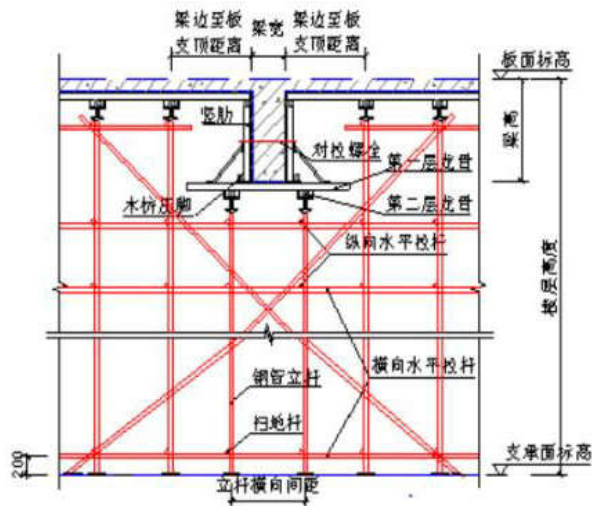 梁边至板 梁宽 梁边至板
支顶距离 支顶距离
板面标高
竖肋
对拉螺栓
梁高
第一层龙骨
木枋压脚
第二层龙骨
纵向水平拉杆
楼层高度
钢管立杆
横向水平拉杆
扫地杆
200
支承面标高
立杆横向间距